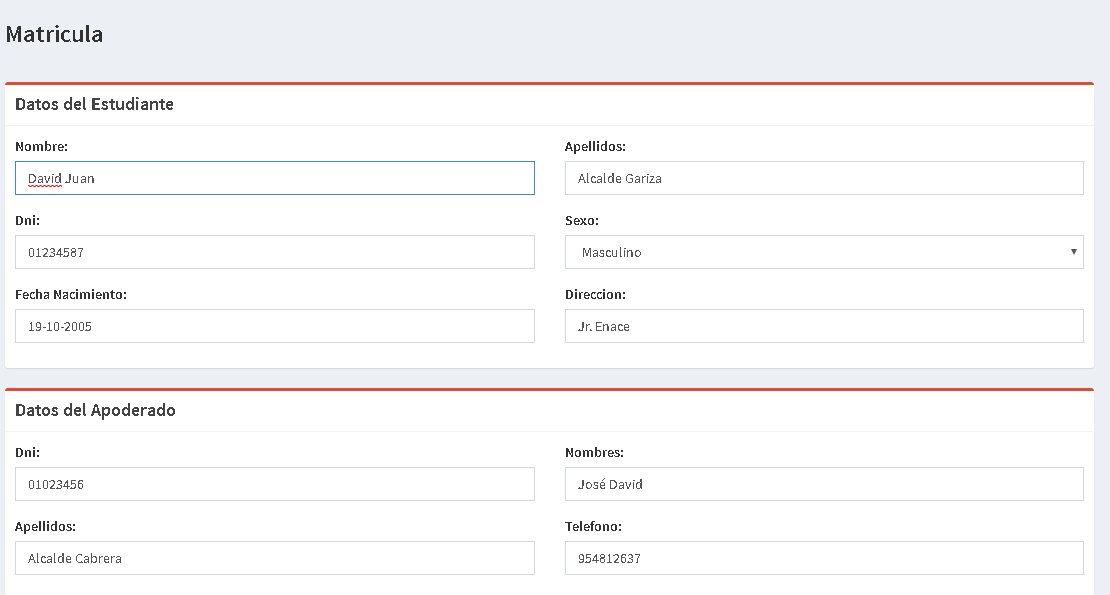 Matricula
Datos del Estudiante
Nombre: Apellidos:
David Juan Alcalde Gariza
Dni: Sexo:
01234587 Masculino
Fecha Nacimiento: Direccion:
19-10-2005 Jr. Enace
Datos del Apoderado
Dni: Nombres:
01023456 José David
Apellidos: Telefono:
Alcalde Cabrera 954812637